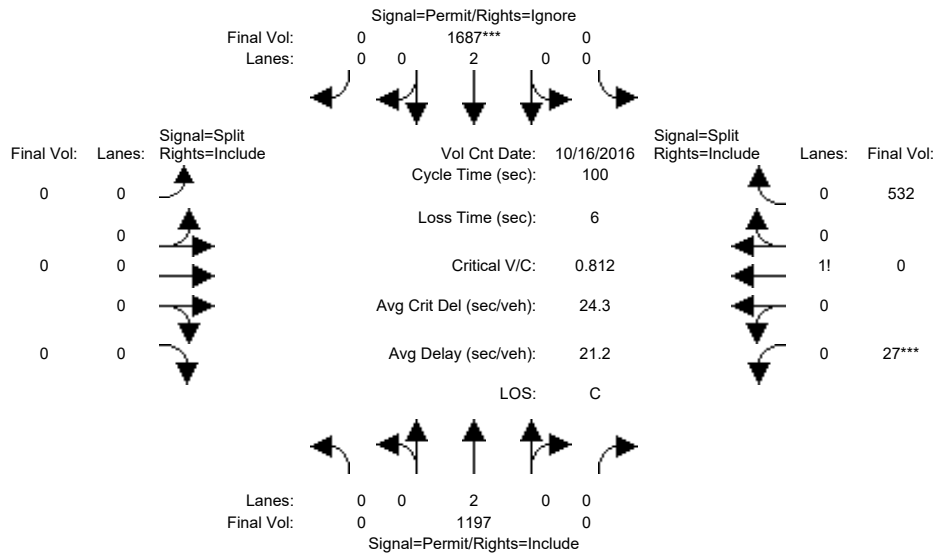 Signal=Permit/Rights=Ignore
Final Vol: 0 1687*** 0
Lanes: 0 0 2 0 0
Signal=Split
Final Vol: Lanes: Rights=Include
Vol Cnt Date: 10/16/2016
Signal=Split
Rights=Include Lanes: Final Vol:
Cycle Time (sec): 100
0 0
0 532
Loss Time (sec): 6
0
0
0 0
Critical V/C: 0.812
1! 0
0
Avg Crit Del (sec/veh): 24.3
0
0 0
Avg Delay (sec/veh): 21.2
0 27***
LOS: C
Lanes: 0 0 2 0 0
Final Vol: 0 1197 0
Signal=Permit/Rights=Include